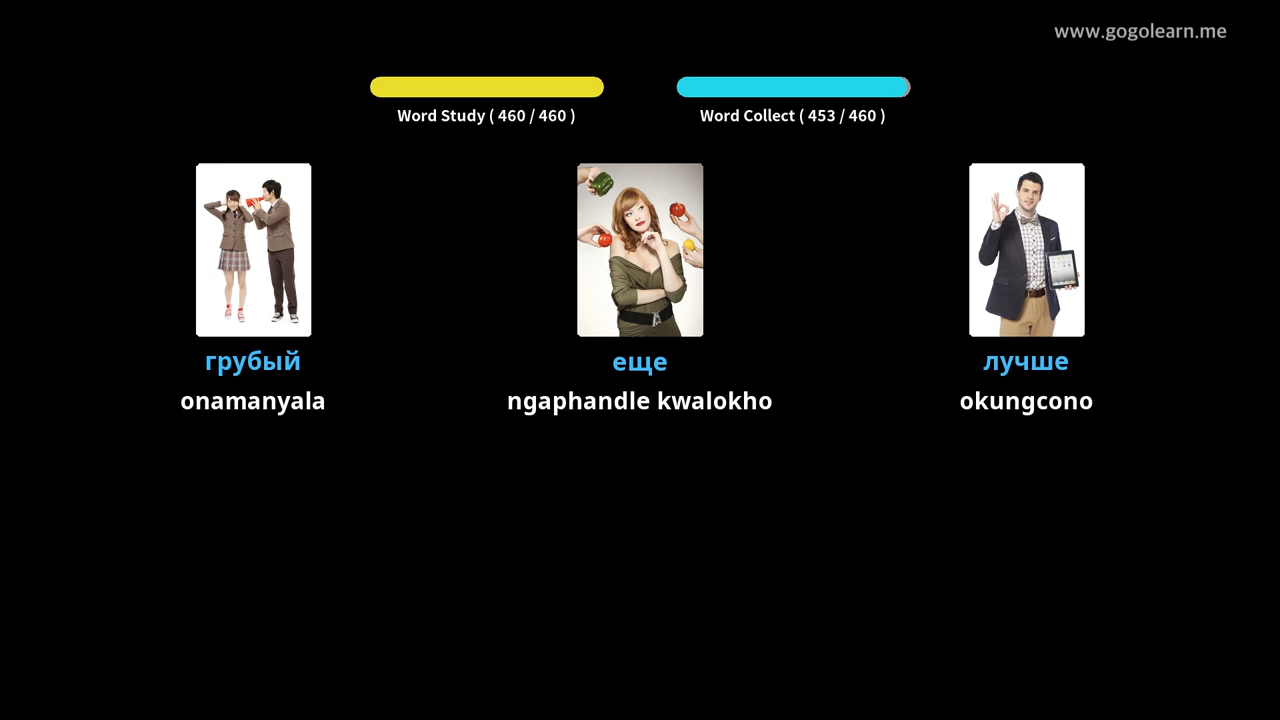 www.gogolearn.me
Word Study ( 460 / 460 )
Word Collect ( 453 / 460 )
грубый
еще
лучше
onamanyala
ngaphandle kwalokho
okungcono